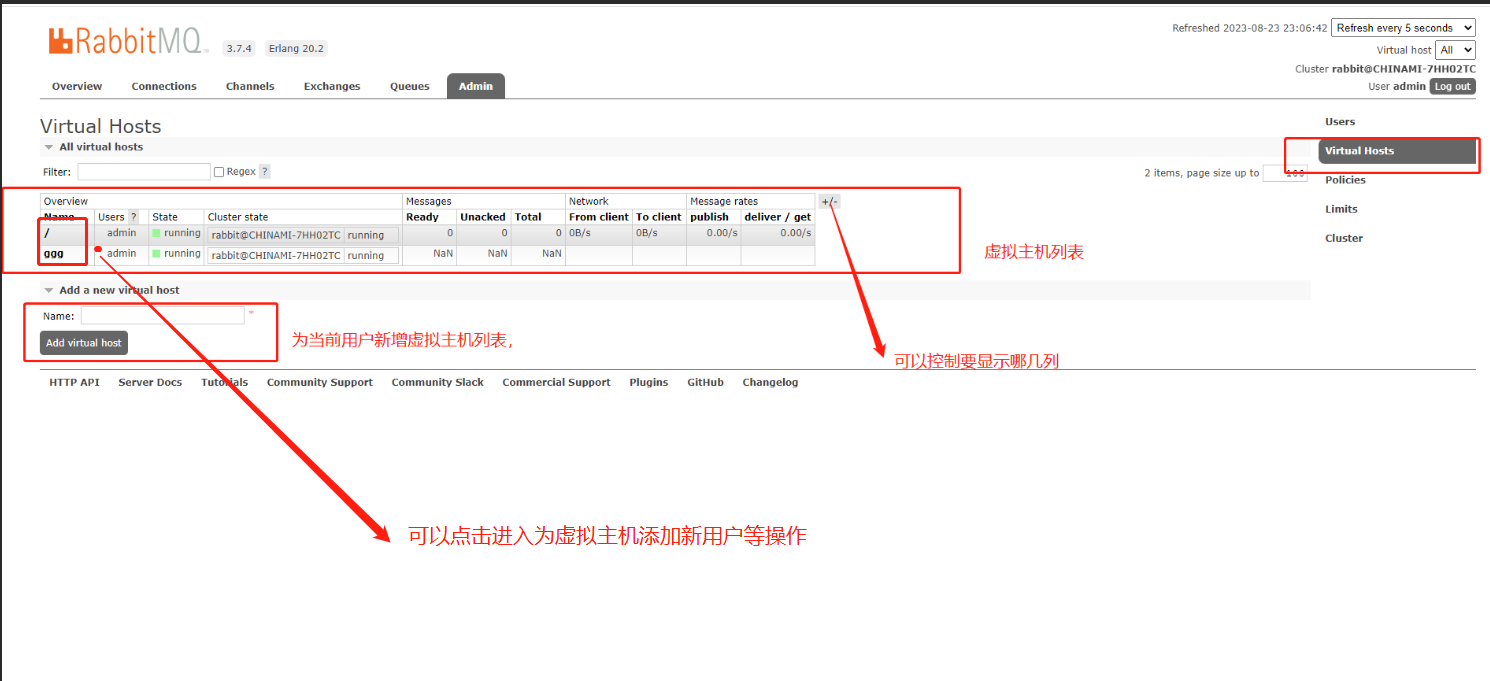 RabbitMQ TM 3.7.4 Erlang 20.2
Refreshed 2023-08-23 23:06:42 Refresh every 5 seconds
Virtual host All
Cluster rabbit@CHINAMI-7HH02TC
User admin Log out
Overview Connections Channels Exchanges Queues Admin
Virtual Hosts
All virtual hosts
Filter: Regex ? 2 items, page size up to 100
Overview Messages Network Message rates +/-
Name Users ? State Cluster state Ready Unacked Total From client To client publish deliver / get
/ admin running rabbit@CHINAMI-7HH02TC running 0 0 0 0B/s 0B/s 0.00/s 0.00/s
ggg admin running rabbit@CHINAMI-7HH02TC running NaN NaN NaN
虚拟主机列表
Add a new virtual host
Name: *
Add virtual host
为当前用户新增虚拟主机列表,
可以控制要显示哪几列
HTTP API Server Docs Tutorials Community Support Community Slack Commercial Support Plugins GitHub Changelog
可以点击进入为虚拟主机添加新用户等操作
Users
Virtual Hosts
Policies
Limits
Cluster